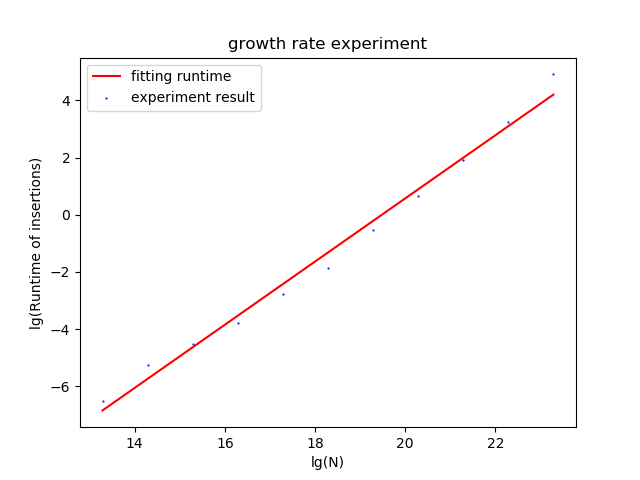 growth rate experiment
fitting runtime
experiment result
4
2
0
−2
−4
−6
lg(Runtime of insertions)
14 16 18 20 22
lg(N)